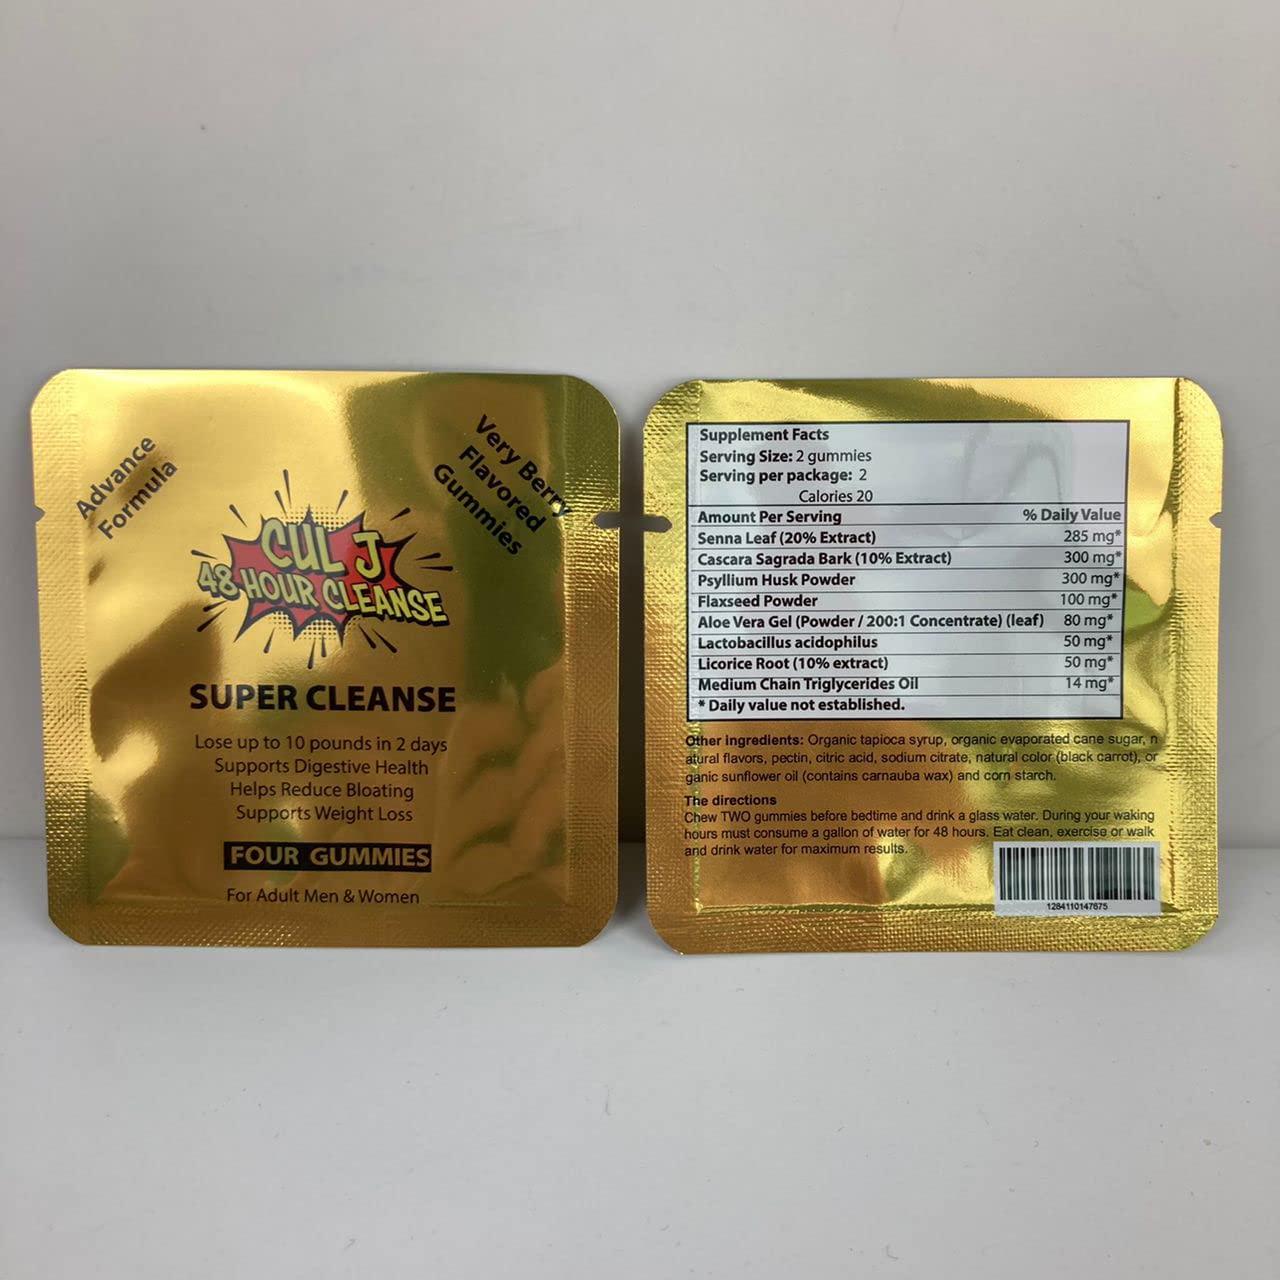 Advance
Formula
Very Berry
Flavored
Gummies
CUL J
48 HOUR CLEANSE
SUPER CLEANSE
Lose up to 10 pounds in 2 days
Supports Digestive Health
Helps Reduce Bloating
Supports Weight Loss
FOUR GUMMIES
For Adult Men & Women
Supplement Facts
Serving Size: 2 gummies
Serving per package: 2
Calories 20
Amount Per Serving % Daily Value
Senna Leaf (20% Extract) 285 mg*
Cascara Sagrada Bark (10% Extract) 300 mg*
Psyllium Husk Powder 300 mg*
Flaxseed Powder 100 mg*
Aloe Vera Gel (Powder / 200:1 Concentrate) (leaf) 80 mg*
Lactobacillus acidophilus 50 mg*
Licorice Root (10% extract) 50 mg*
Medium Chain Triglycerides Oil 14 mg*
* Daily value not established.
Other ingredients: Organic tapioca syrup, organic evaporated cane sugar, n
atural flavors, pectin, citric acid, sodium citrate, natural color (black carrot), or
ganic sunflower oil (contains carnauba wax) and corn starch.
The directions
Chew TWO gummies before bedtime and drink a glass water. During your waking
hours must consume a gallon of water for 48 hours. Eat clean, exercise or walk
and drink water for maximum results.
1284110147675